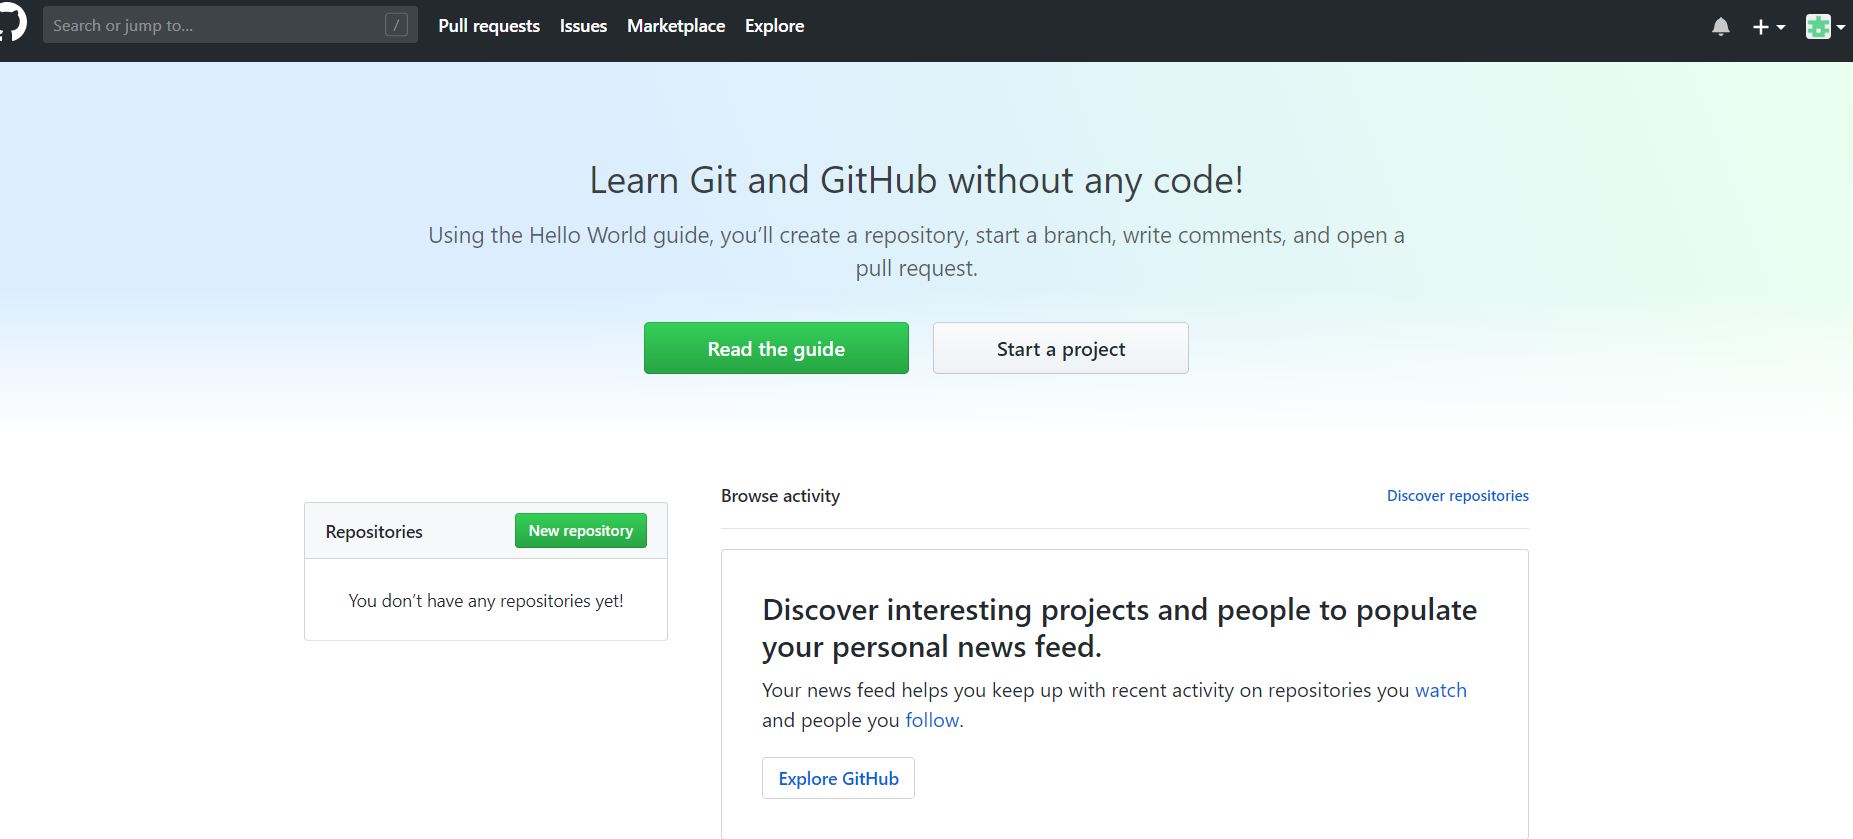 Search or jump to...
/
Pull requests
Issues
Marketplace
Explore
Learn Git and GitHub without any code!
Using the Hello World guide, you’ll create a repository, start a branch, write comments, and open a
pull request.
Read the guide
Start a project
Repositories
New repository
You don’t have any repositories yet!
Browse activity
Discover repositories
Discover interesting projects and people to populate
your personal news feed.
Your news feed helps you keep up with recent activity on repositories you watch
and people you follow.
Explore GitHub